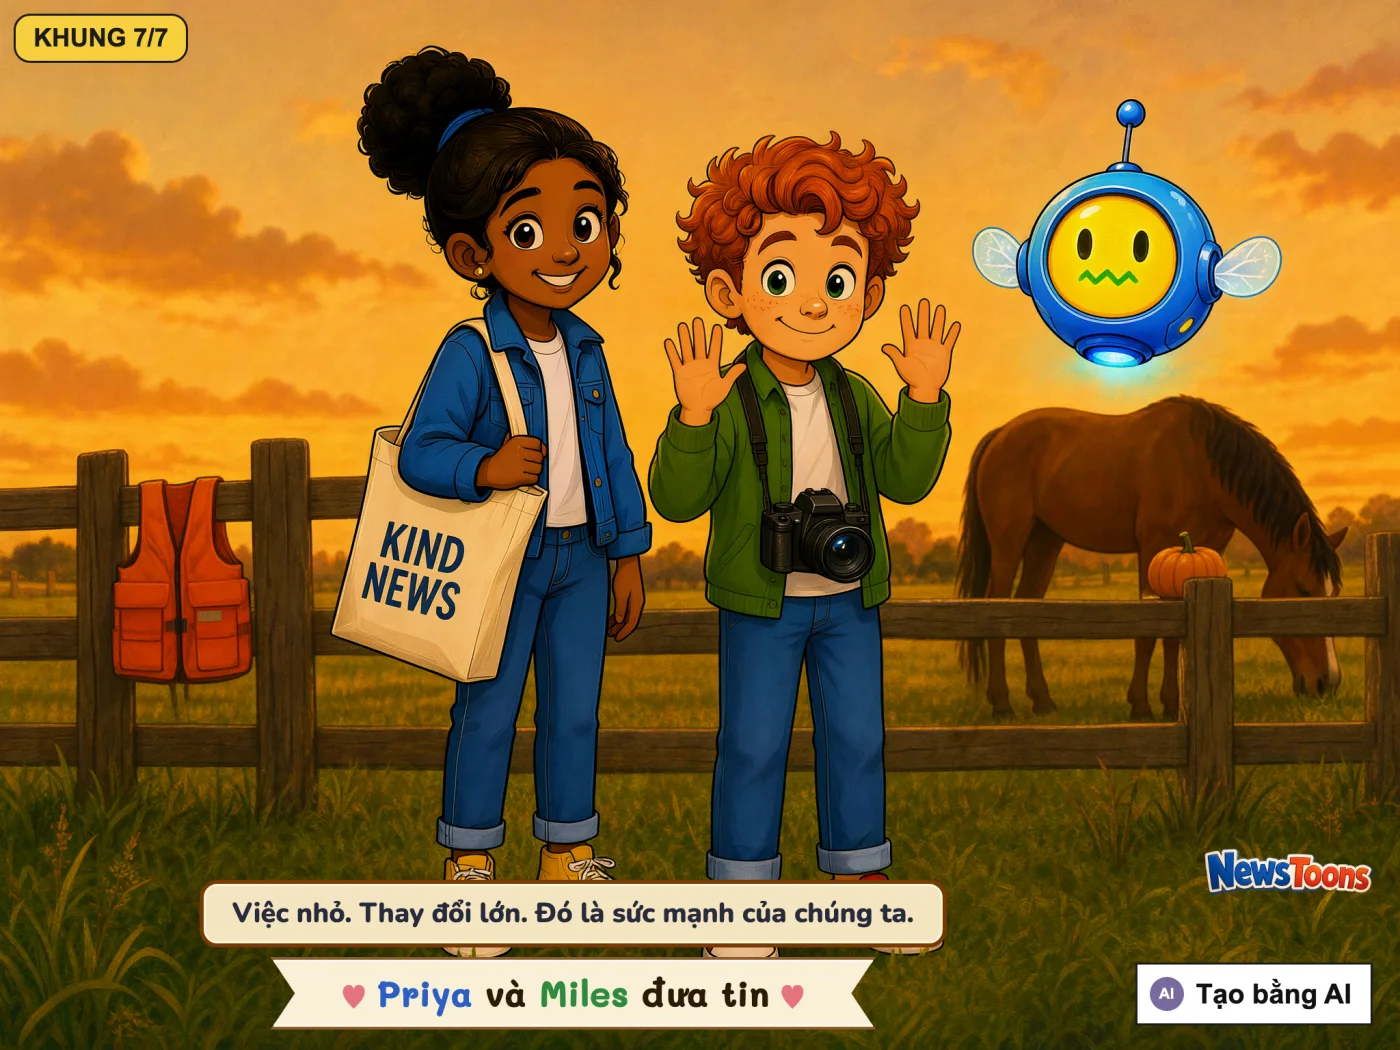 KHUNG 7/7
KIND
NEWS
NewsToons
Việc nhỏ. Thay đổi lớn. Đó là sức mạnh của chúng ta.
Priya và Miles đưa tin
AI Tạo bằng AI